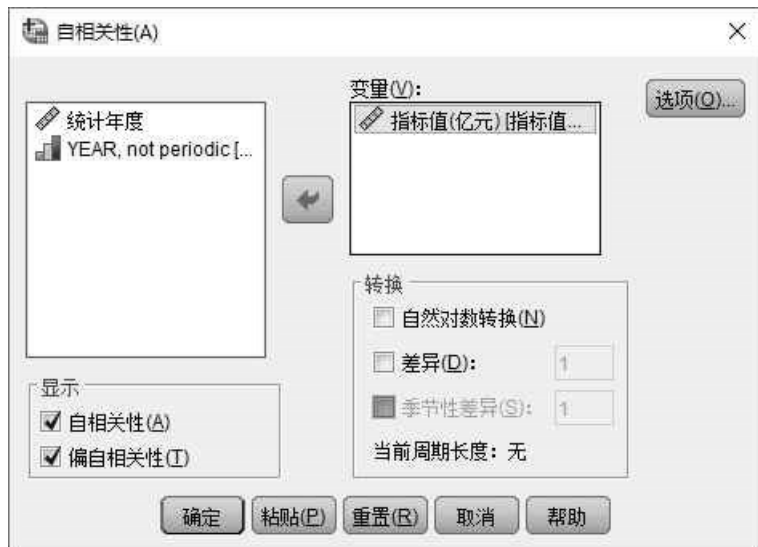 自相关性(A)
变量(V):
选项(O)...
统计年度
YEAR, not periodic [...
指标值(亿元) [指标值...
转换
自然对数转换(N)
差异(D): 1
季节性差异(S): 1
当前周期长度: 无
显示
自相关性(A)
偏自相关性(T)
确定 粘贴(P) 重置(R) 取消 帮助